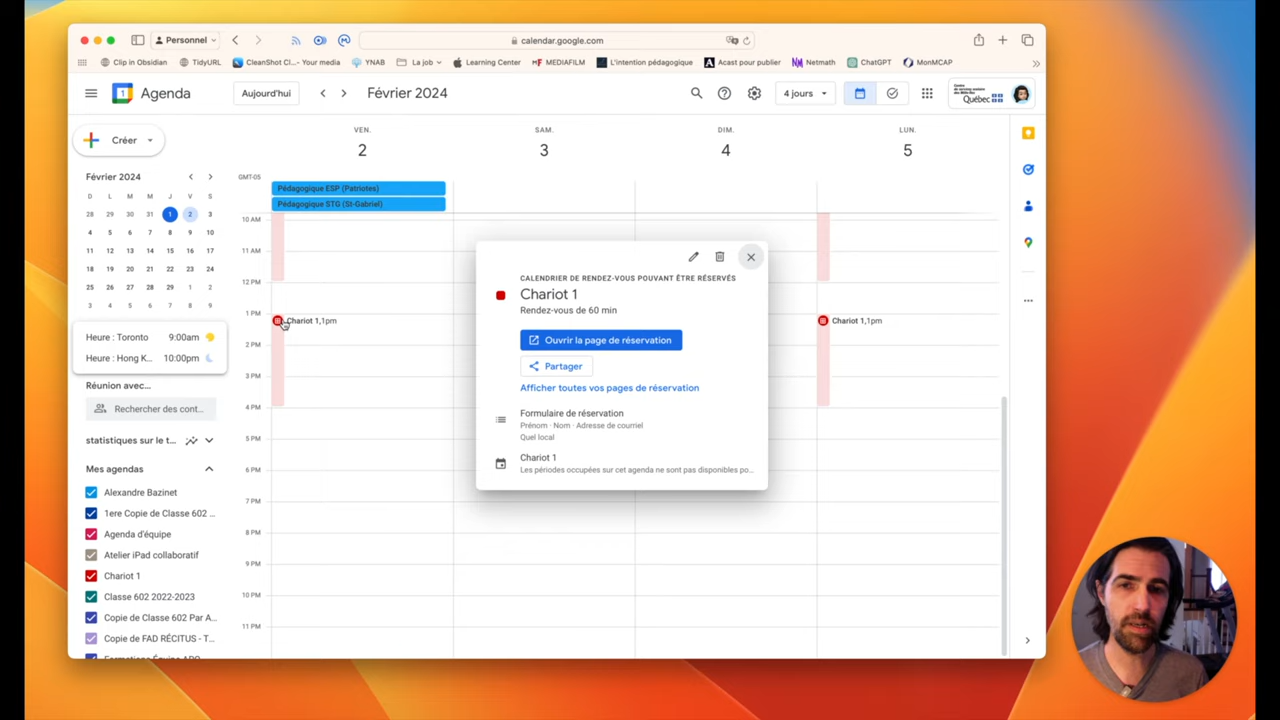 Personnel
calendar.google.com
Clip in Obsidian
TidyURL
CleanShot Cl... - Your media
YNAB
La job
Learning Center
MEDIAFILM
L'intention pédagogique
Acast pour publier
Netmath
ChatGPT
MonMCAP
Agenda
Aujourd'hui
Février 2024
4 jours
Québec
Créer
VEN.
2
SAM.
3
DIM.
4
LUN.
5
GMT-05
Pédagogique ESP (Patriotes)
Pédagogique STG (St-Gabriel)
Février 2024
D L M M J V S
28 29 30 31 1 2 3
4 5 6 7 8 9 10
11 12 13 14 15 16 17
18 19 20 21 22 23 24
25 26 27 28 29 1 2
3 4 5 6 7 8 9
Heure : Toronto 9:00am
Heure : Hong K... 10:00pm
Réunion avec...
Rechercher des cont...
statistiques sur le t...
Mes agendas
Alexandre Bazinet
1ere Copie de Classe 602 ...
Agenda d'équipe
Atelier iPad collaboratif
Chariot 1
Classe 602 2022-2023
Copie de Classe 602 Par A...
Copie de FAD RÉCITUS - T...
10 AM
11 AM
12 PM
1 PM
2 PM
3 PM
4 PM
5 PM
6 PM
7 PM
8 PM
9 PM
10 PM
11 PM
Chariot 1, 1pm
Chariot 1, 1pm
CALENDRIER DE RENDEZ-VOUS POUVANT ÊTRE RÉSERVÉS
Chariot 1
Rendez-vous de 60 min
Ouvrir la page de réservation
Partager
Afficher toutes vos pages de réservation
Formulaire de réservation
Prénom · Nom · Adresse de courriel
Quel local
Chariot 1
Les périodes occupées sur cet agenda ne sont pas disponibles po...